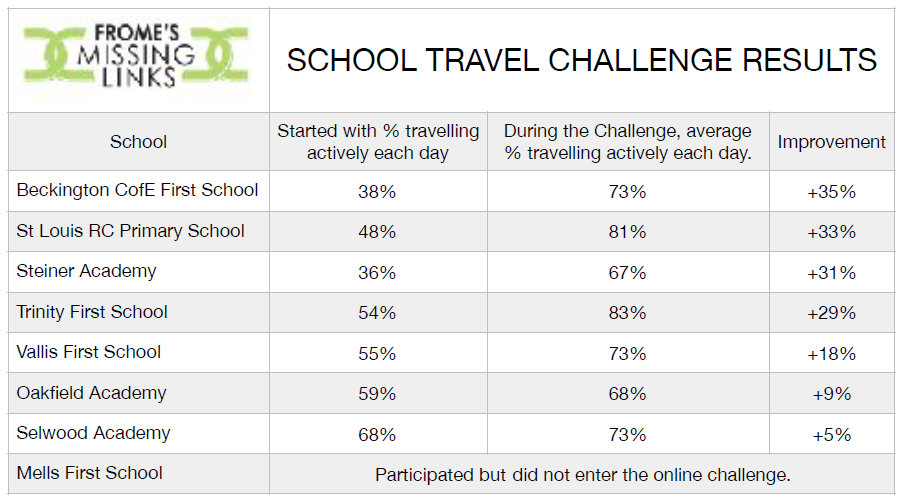 FROME'S
MISSING
LINKS
SCHOOL TRAVEL CHALLENGE RESULTS
School
Started with % travelling
actively each day
During the Challenge, average
% travelling actively each day.
Improvement
Beckington CofE First School 38% 73% +35%
St Louis RC Primary School 48% 81% +33%
Steiner Academy 36% 67% +31%
Trinity First School 54% 83% +29%
Vallis First School 55% 73% +18%
Oakfield Academy 59% 68% +9%
Selwood Academy 68% 73% +5%
Mells First School Participated but did not enter the online challenge.